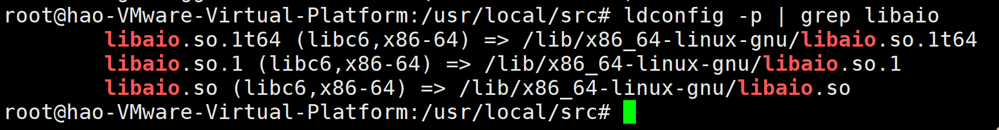 root@hao-VMware-Virtual-Platform:/usr/local/src# ldconfig -p | grep libaio
libaio.so.1t64 (libc6,x86-64) => /lib/x86_64-linux-gnu/libaio.so.1t64
libaio.so.1 (libc6,x86-64) => /lib/x86_64-linux-gnu/libaio.so.1
libaio.so (libc6,x86-64) => /lib/x86_64-linux-gnu/libaio.so
root@hao-VMware-Virtual-Platform:/usr/local/src#